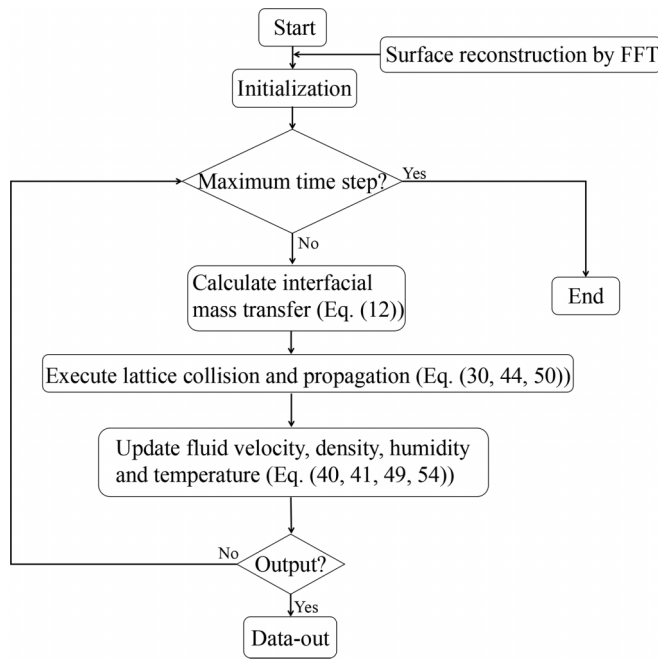 Start
Surface reconstruction by FFT
Initialization
Maximum time step?
Yes
No
Calculate interfacial
mass transfer (Eq. (12))
End
Execute lattice collision and propagation (Eq. (30, 44, 50))
Update fluid velocity, density, humidity
and temperature (Eq. (40, 41, 49, 54))
No
Output?
Yes
Data-out